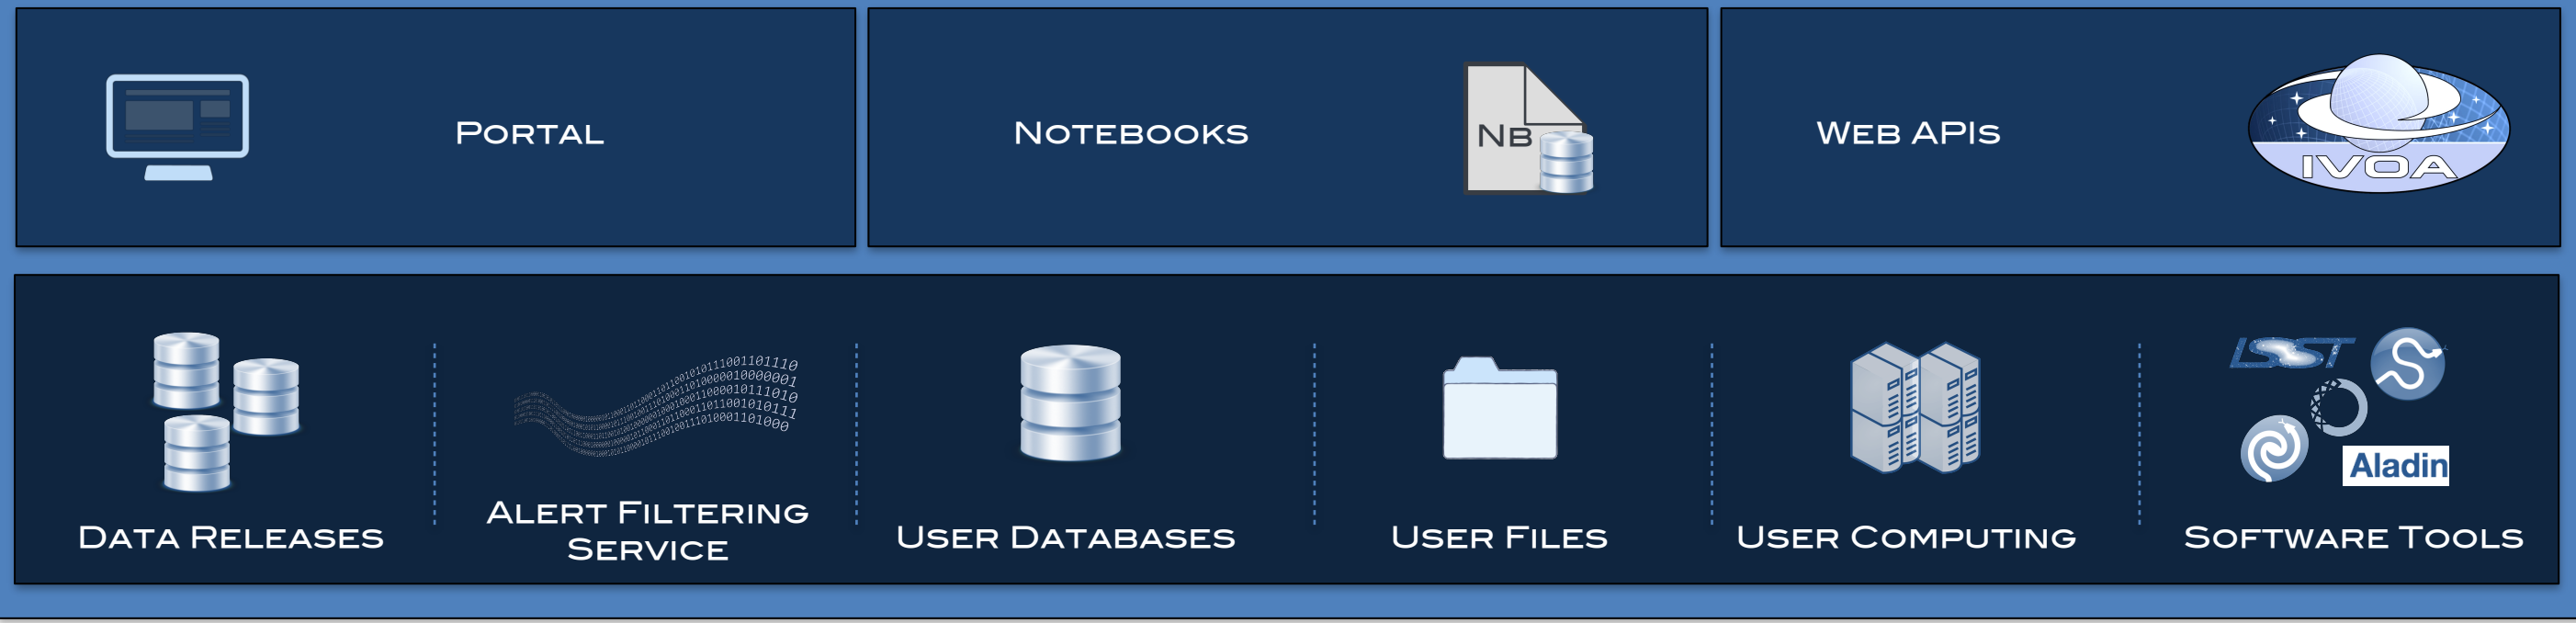 Portal
Notebooks
NB
Web APIs
IVOA
Data Releases
Alert Filtering
Service
User Databases
User Files
User Computing
LSST
Aladin
Software Tools